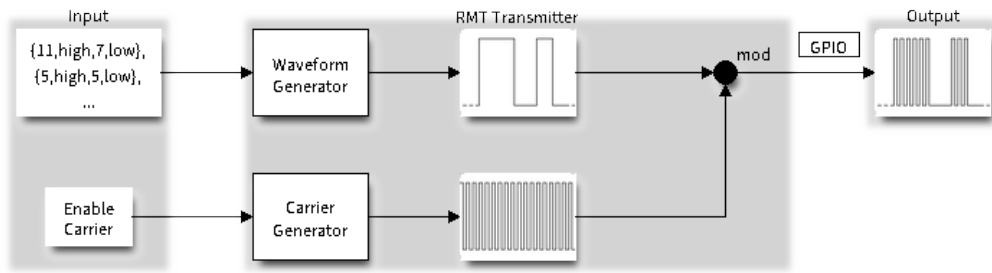 Input
RMT Transmitter
Output
{11,high,7,low},
{5,high,5,low},
...
Waveform
Generator
mod
GPIO
Enable
Carrier
Carrier
Generator